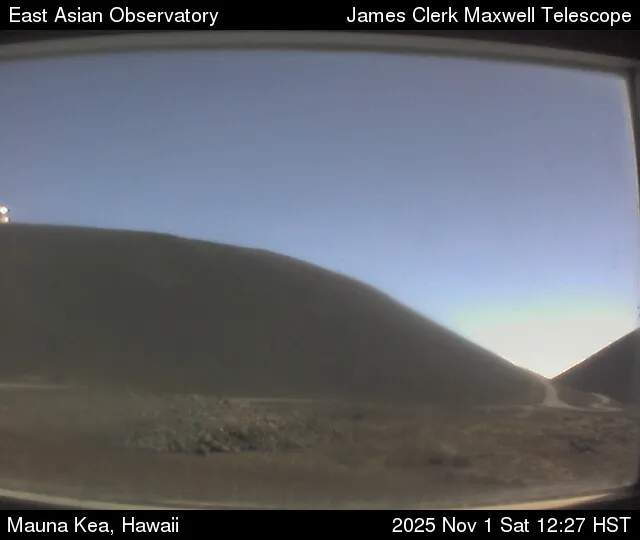 East Asian Observatory
James Clerk Maxwell Telescope
Mauna Kea, Hawaii
2025 Nov 1 Sat 12:27 HST